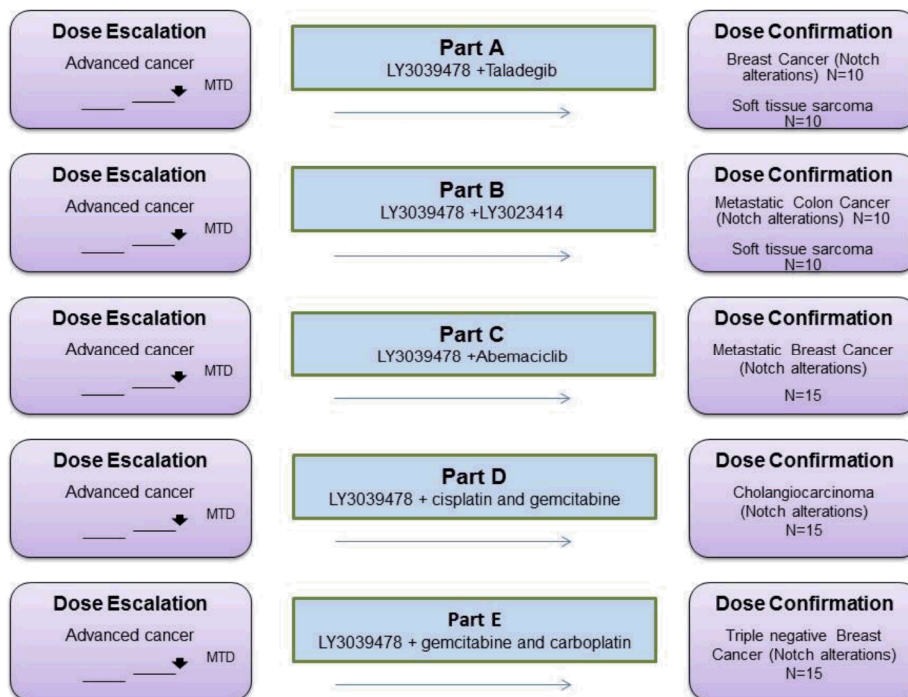 Dose Escalation
Advanced cancer
MTD
Part A
LY3039478 +Taladegib
Dose Confirmation
Breast Cancer (Notch
alterations) N=10
Soft tissue sarcoma
N=10
Dose Escalation
Advanced cancer
MTD
Part B
LY3039478 +LY3023414
Dose Confirmation
Metastatic Colon Cancer
(Notch alterations) N=10
Soft tissue sarcoma
N=10
Dose Escalation
Advanced cancer
MTD
Part C
LY3039478 +Abemaciclib
Dose Confirmation
Metastatic Breast Cancer
(Notch alterations)
N=15
Dose Escalation
Advanced cancer
MTD
Part D
LY3039478 + cisplatin and gemcitabine
Dose Confirmation
Cholangiocarcinoma
(Notch alterations)
N=15
Dose Escalation
Advanced cancer
MTD
Part E
LY3039478 + gemcitabine and carboplatin
Dose Confirmation
Triple negative Breast
Cancer (Notch alterations)
N=15